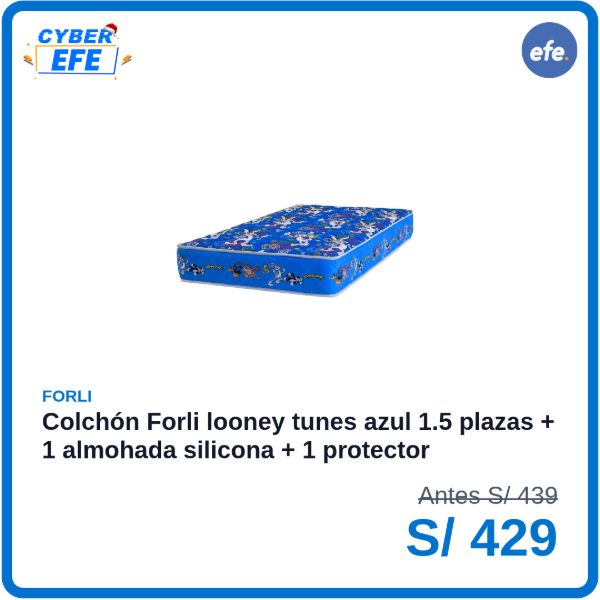 CYBER
EFE
efe.
FORLI
Colchón Forli looney tunes azul 1.5 plazas +
1 almohada silicona + 1 protector
Antes S/ 439
S/ 429